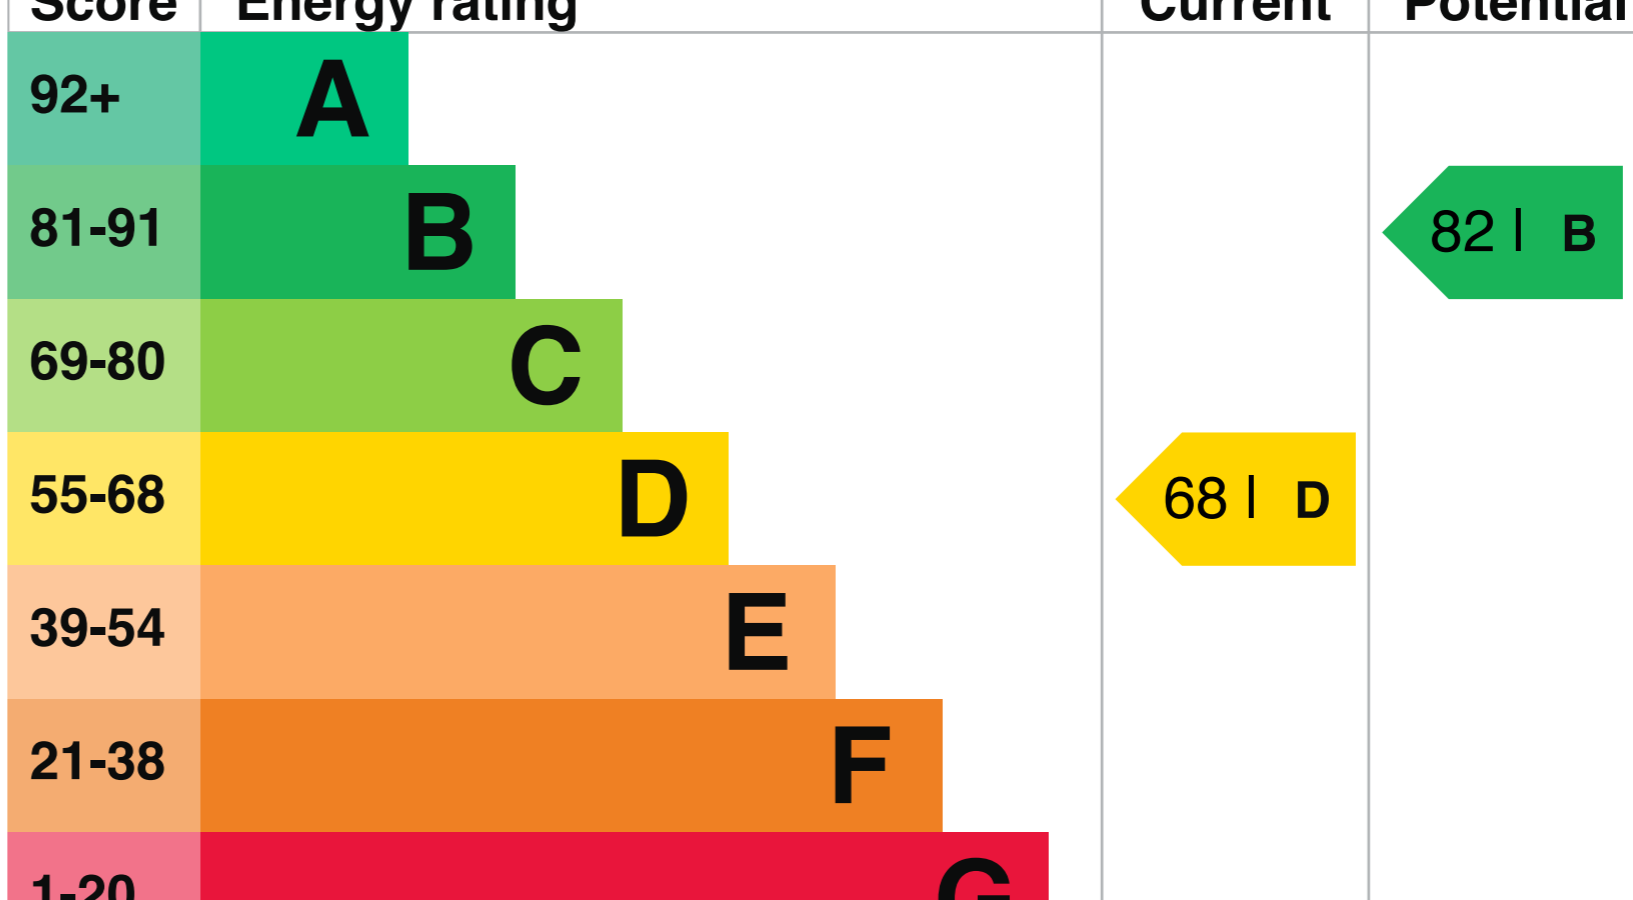 Score Energy rating Current Potential
92+ A
81-91 B 82 | B
69-80 C
55-68 D 68 | D
39-54 E
21-38 F
1-20 G